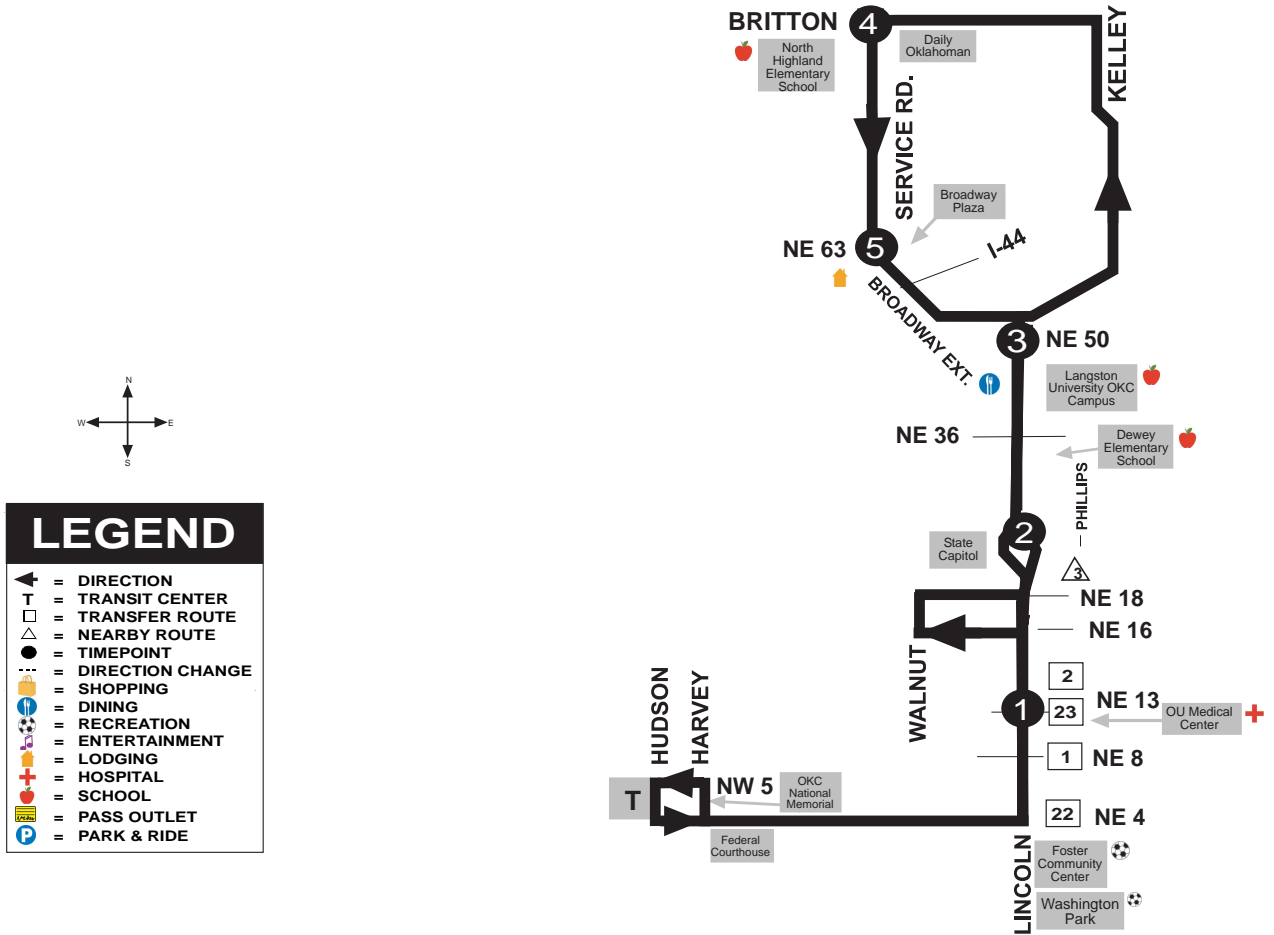 BRITTON
4
Daily
Oklahoman
KELLEY
North
Highland
Elementary
School
SERVICE RD.
Broadway
Plaza
NE 63
5
I-44
BROADWAY EXT.
3
NE 50
Langston
University OKC
Campus
NE 36
Dewey
Elementary
School
PHILLIPS
2
State
Capitol
3
NE 18
NE 16
WALNUT
2
1
23
NE 13
OU Medical
Center
1
NE 8
HUDSON
HARVEY
T
NW 5
OKC
National
Memorial
22
NE 4
Federal
Courthouse
LINCOLN
Foster
Community
Center
Washington
Park
N
W
E
S
LEGEND
= DIRECTION
T = TRANSIT CENTER
= TRANSFER ROUTE
= NEARBY ROUTE
= TIMEPOINT
= DIRECTION CHANGE
= SHOPPING
= DINING
= RECREATION
= ENTERTAINMENT
= LODGING
= HOSPITAL
= SCHOOL
= PASS OUTLET
P = PARK & RIDE